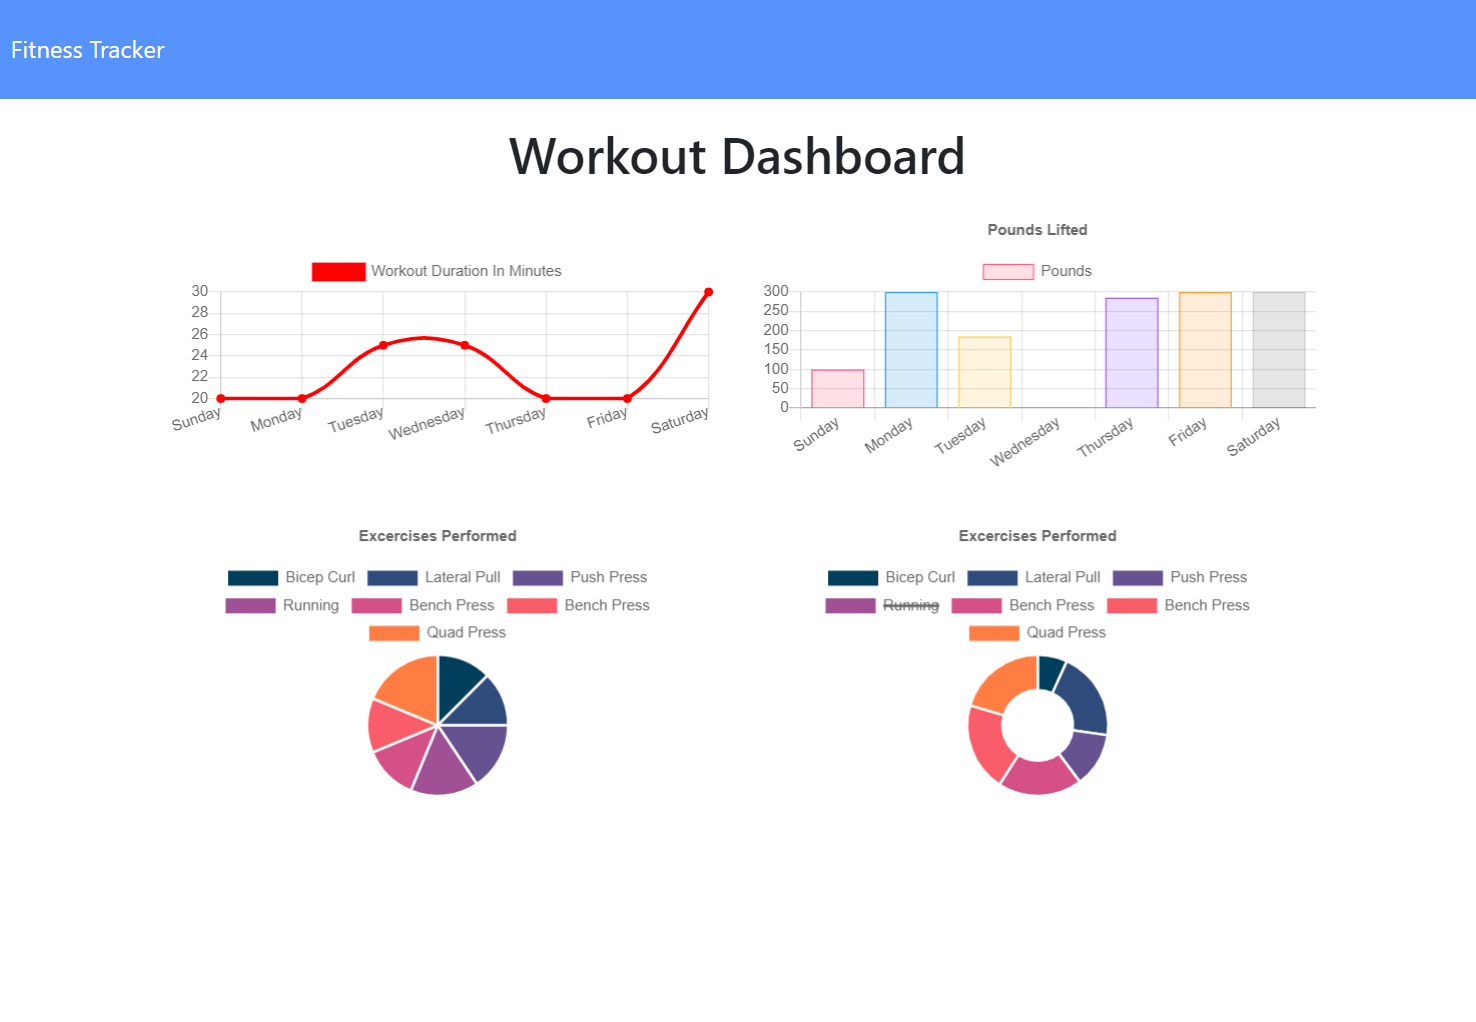 Fitness Tracker
Workout Dashboard
Workout Duration In Minutes
30
28
26
24
22
20
Sunday Monday Tuesday Wednesday Thursday Friday Saturday
Pounds Lifted
Pounds
300
250
200
150
100
50
0
Sunday Monday Tuesday Wednesday Thursday Friday Saturday
Excercises Performed
Bicep Curl Lateral Pull Push Press
Running Bench Press Bench Press
Quad Press
Excercises Performed
Bicep Curl Lateral Pull Push Press
Running Bench Press Bench Press
Quad Press